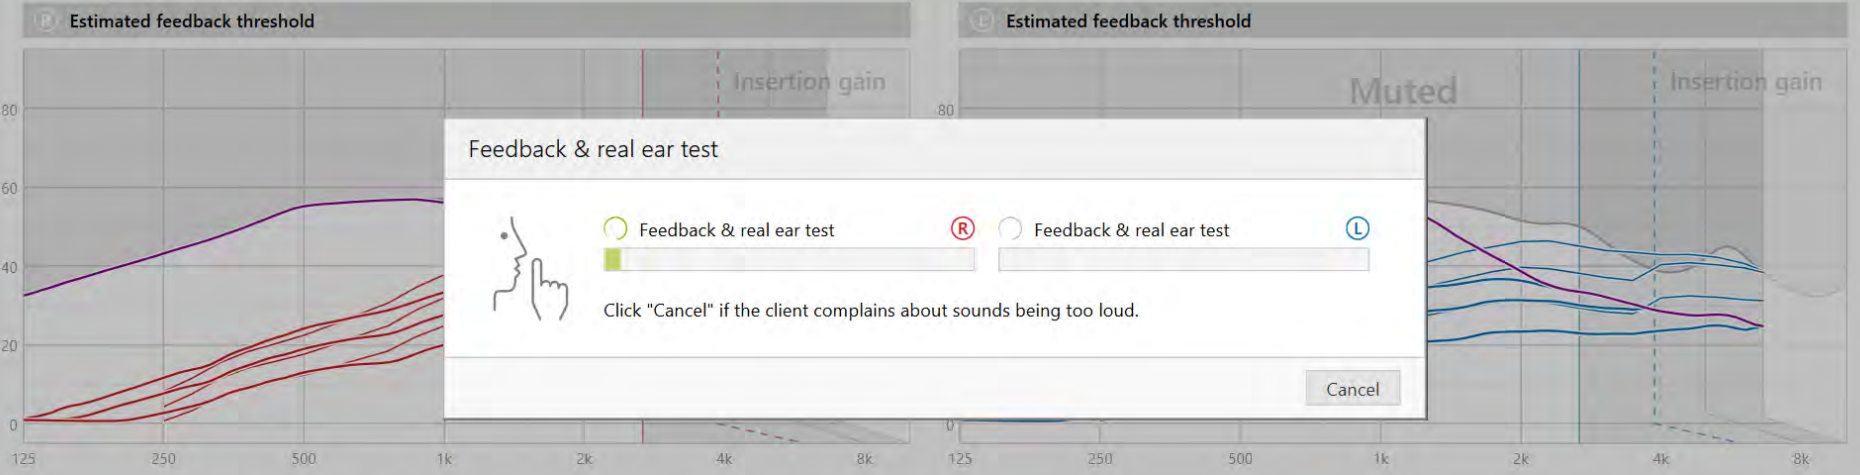 R Estimated feedback threshold
L Estimated feedback threshold
Insertion gain
Muted
Insertion gain
80
60
40
20
0
125 250 500 1k 2k 4k 8k
80
0
125 250 500 1k 2k 4k 8k
Feedback & real ear test
Feedback & real ear test R
Feedback & real ear test L
Click "Cancel" if the client complains about sounds being too loud.
Cancel